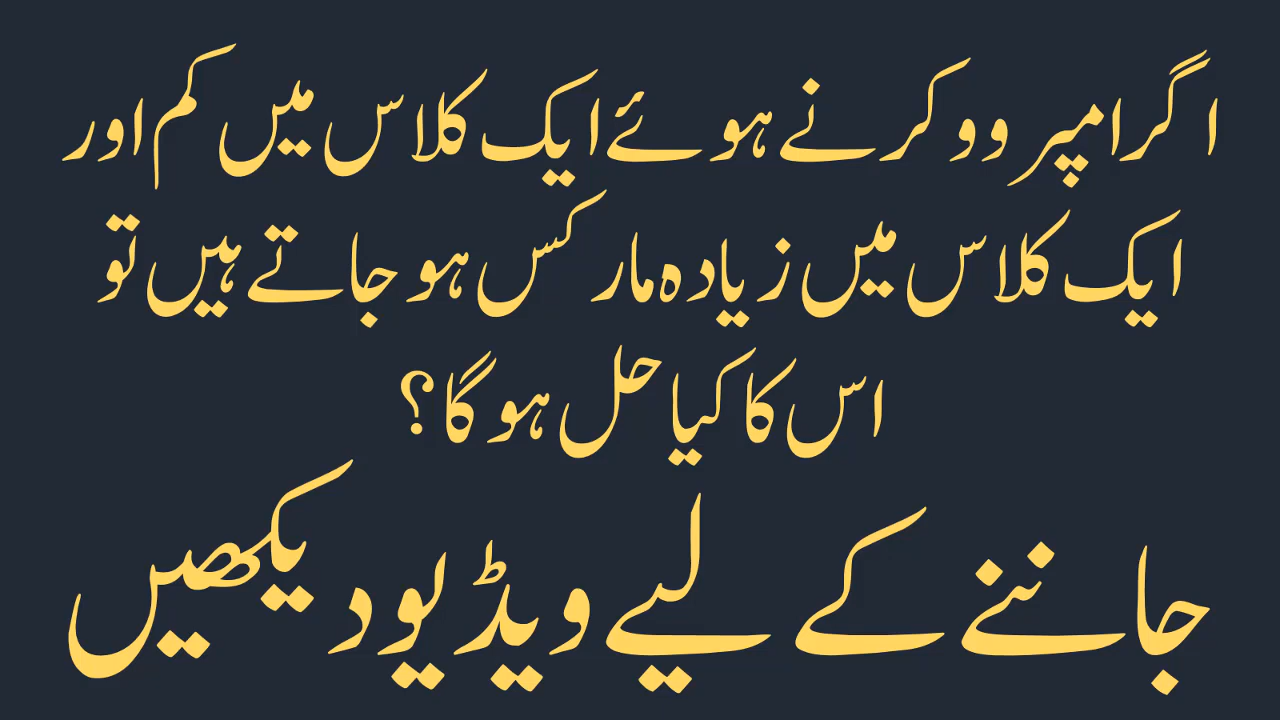 اگر امپروو کرنے ہوئے ایک کلاس میں کم اور
ایک کلاس میں زیادہ مارکس ہو جاتے ہیں تو
اس کا کیا حل ہو گا؟
جاننے کے لیے ویڈیو دیکھیں